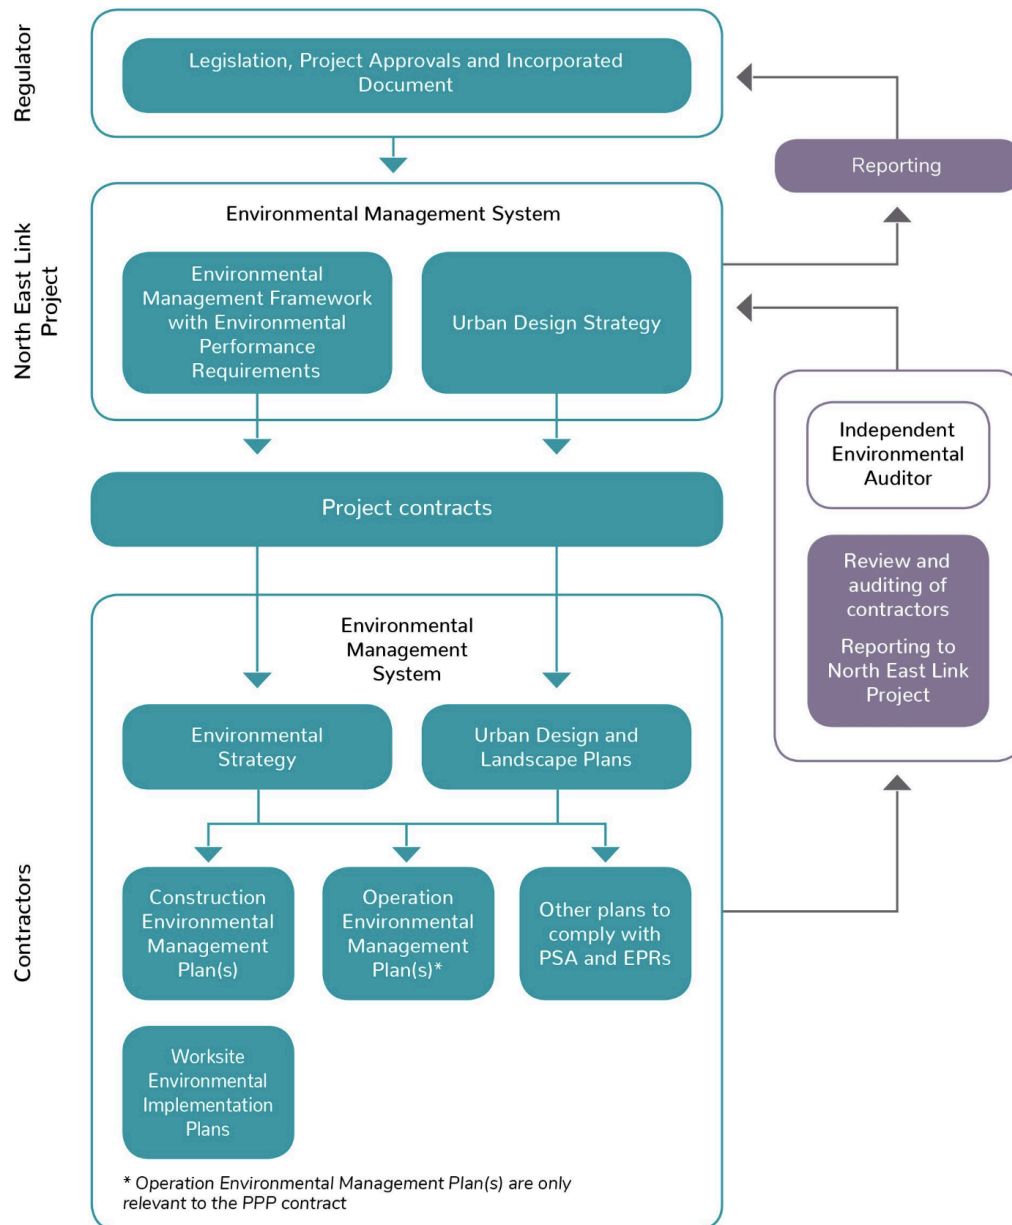 Regulator
Legislation, Project Approvals and Incorporated
Document
Reporting
North East Link
Project
Environmental Management System
Environmental
Management Framework
with Environmental
Performance
Requirements
Urban Design Strategy
Independent
Environmental
Auditor
Review and
auditing of
contractors
Reporting to
North East Link
Project
Project contracts
Contractors
Environmental
Management
System
Environmental
Strategy
Urban Design and
Landscape Plans
Construction
Environmental
Management
Plan(s)
Operation
Environmental
Management
Plan(s)*
Other plans to
comply with
PSA and EPRs
Worksite
Environmental
Implementation
Plans
* Operation Environmental Management Plan(s) are only
relevant to the PPP contract